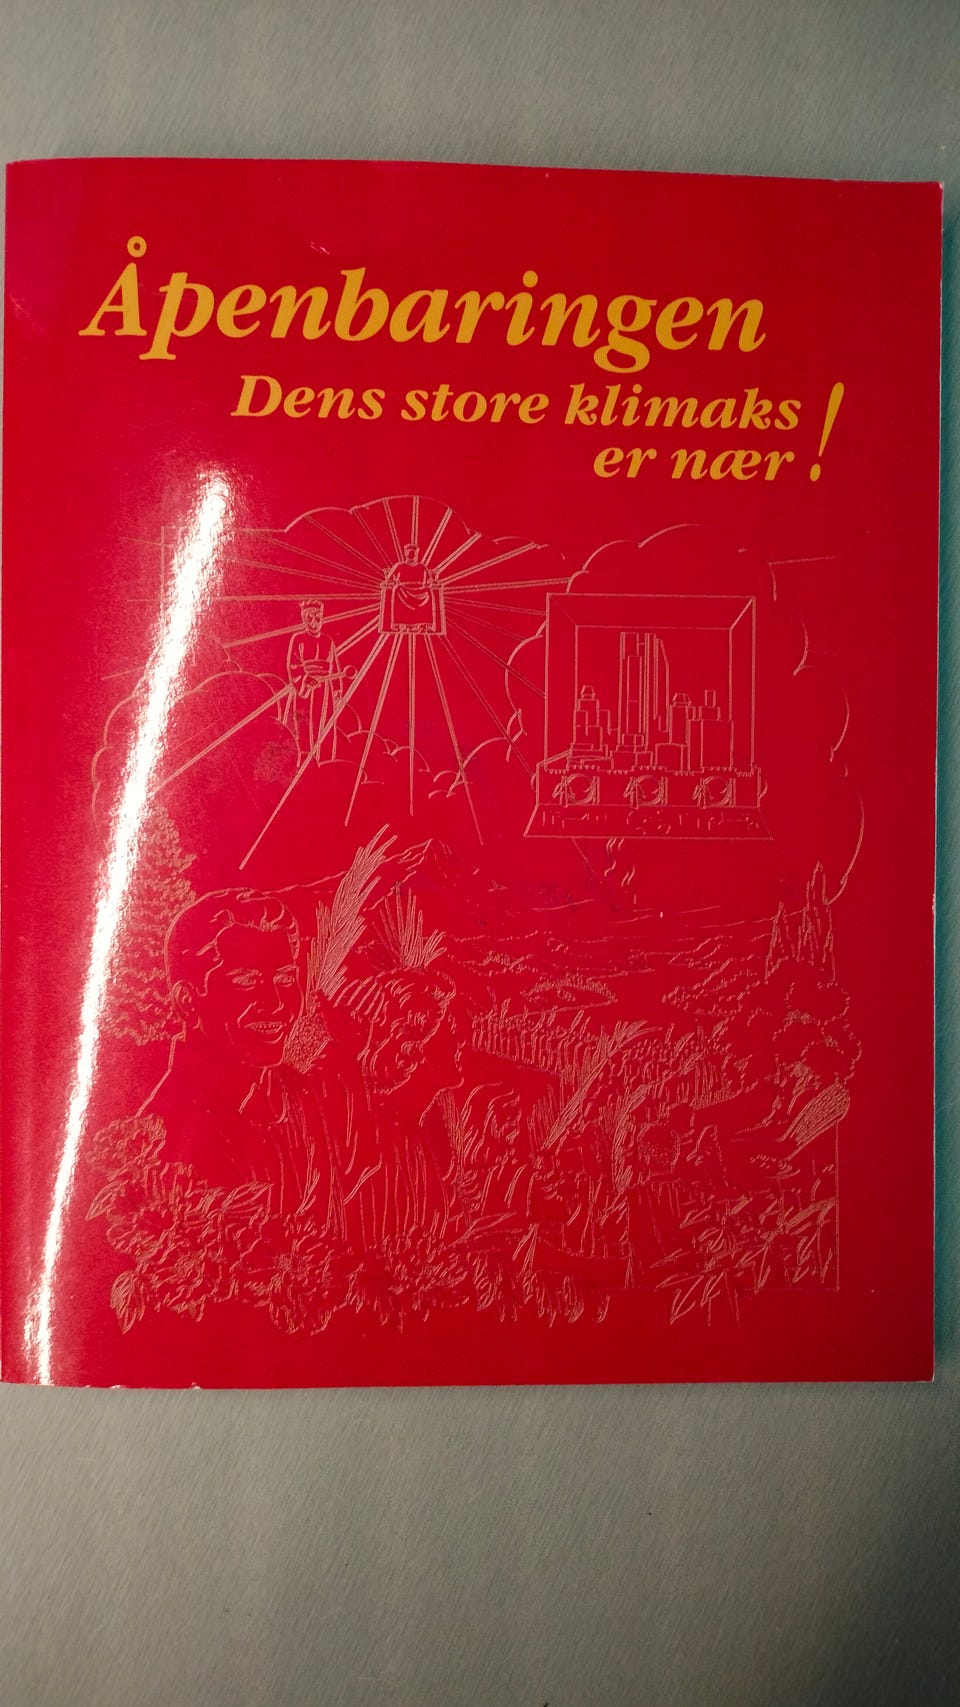 Åpenbaringen
Dens store klimaks
er nær!